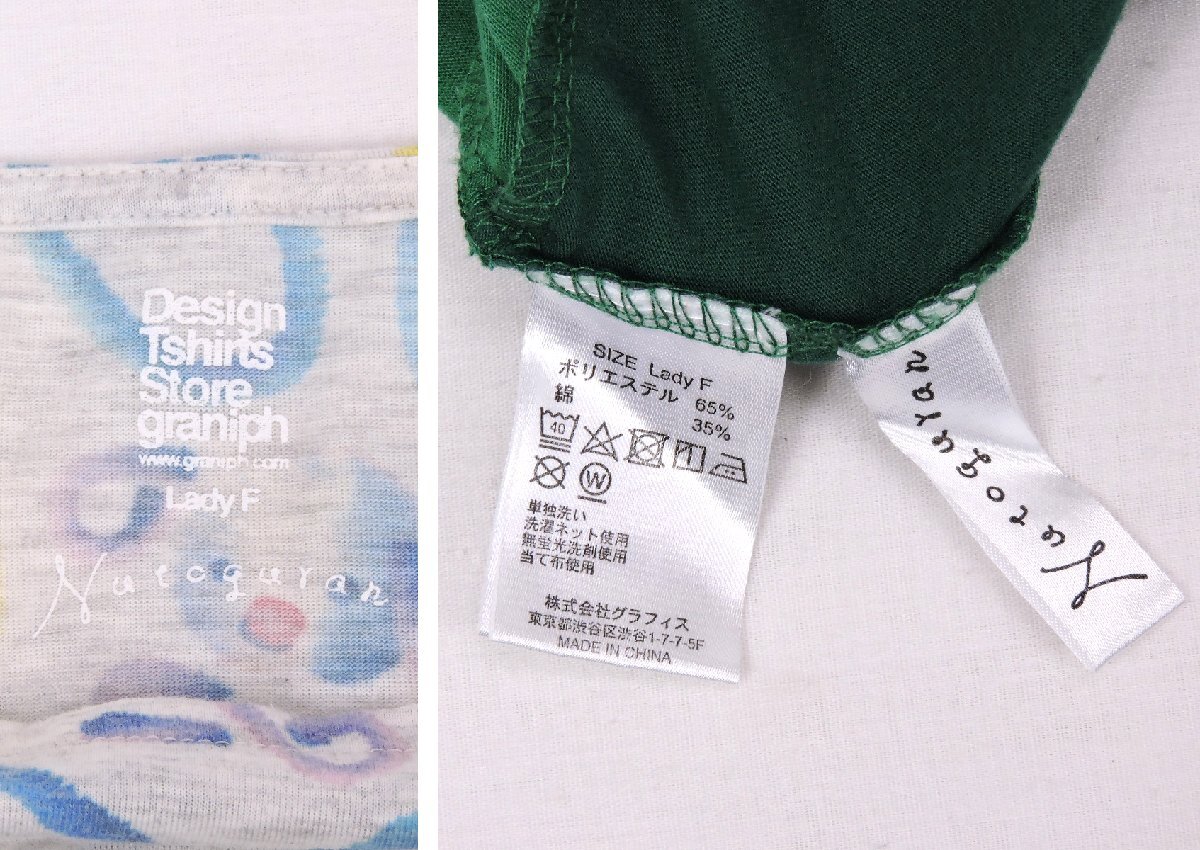 Design
Tshirts
Store
graniph
www.graniph.com
Lady F
Nutoguran
SIZE Lady F
ポリエステル 65%
綿 35%
40
W
単独洗い
洗濯ネット使用
無蛍光洗剤使用
当て布使用
株式会社グラフィス
東京都渋谷区渋谷1-7-7-5F
MADE IN CHINA
Nutoguran